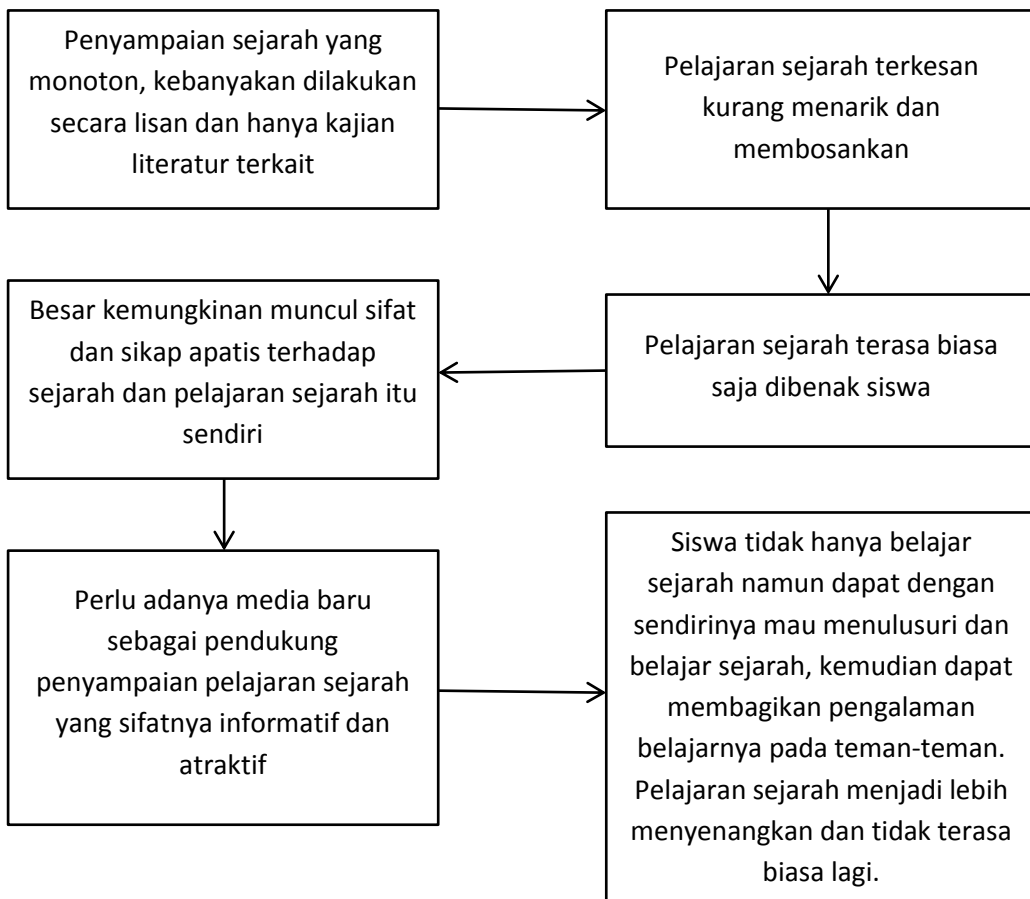 Penyampaian sejarah yang
monoton, kebanyakan dilakukan
secara lisan dan hanya kajian
literatur terkait
Pelajaran sejarah terkesan
kurang menarik dan
membosankan
Pelajaran sejarah terasa biasa
saja dibenak siswa
Besar kemungkinan muncul sifat
dan sikap apatis terhadap
sejarah dan pelajaran sejarah itu
sendiri
Perlu adanya media baru
sebagai pendukung
penyampaian pelajaran sejarah
yang sifatnya informatif dan
atraktif
Siswa tidak hanya belajar
sejarah namun dapat dengan
sendirinya mau menulusuri dan
belajar sejarah, kemudian dapat
membagikan pengalaman
belajarnya pada teman-teman.
Pelajaran sejarah menjadi lebih
menyenangkan dan tidak terasa
biasa lagi.